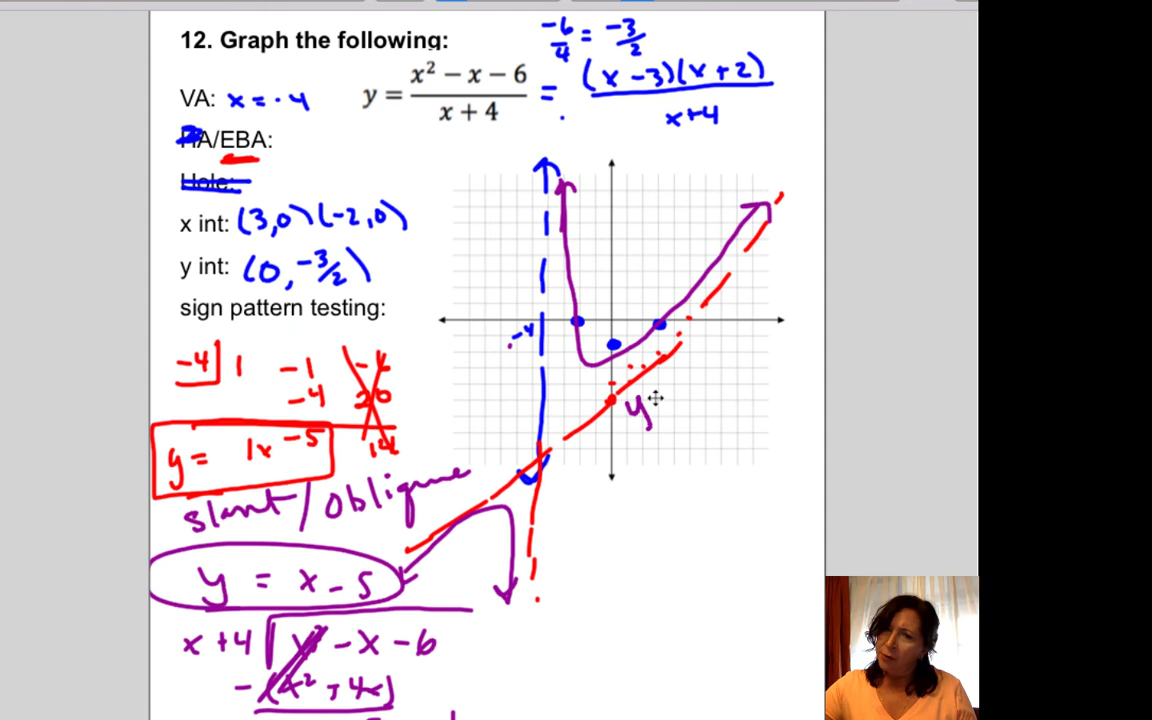 12. Graph the following:
-6/4 = -3/2
y = (x² − x − 6)/(x + 4) = (x - 3)(x + 2)/(x+4)
VA: x = -4
HA/EBA:
Hole:
x int: (3,0) (-2,0)
y int: (0, -3/2)
sign pattern testing:
-4
-4 1 -1 -6
-4 20
14
y = 1x -5
y
slant/oblique
y = x - 5
x + 4 x² - x - 6
- (x² + 4x)